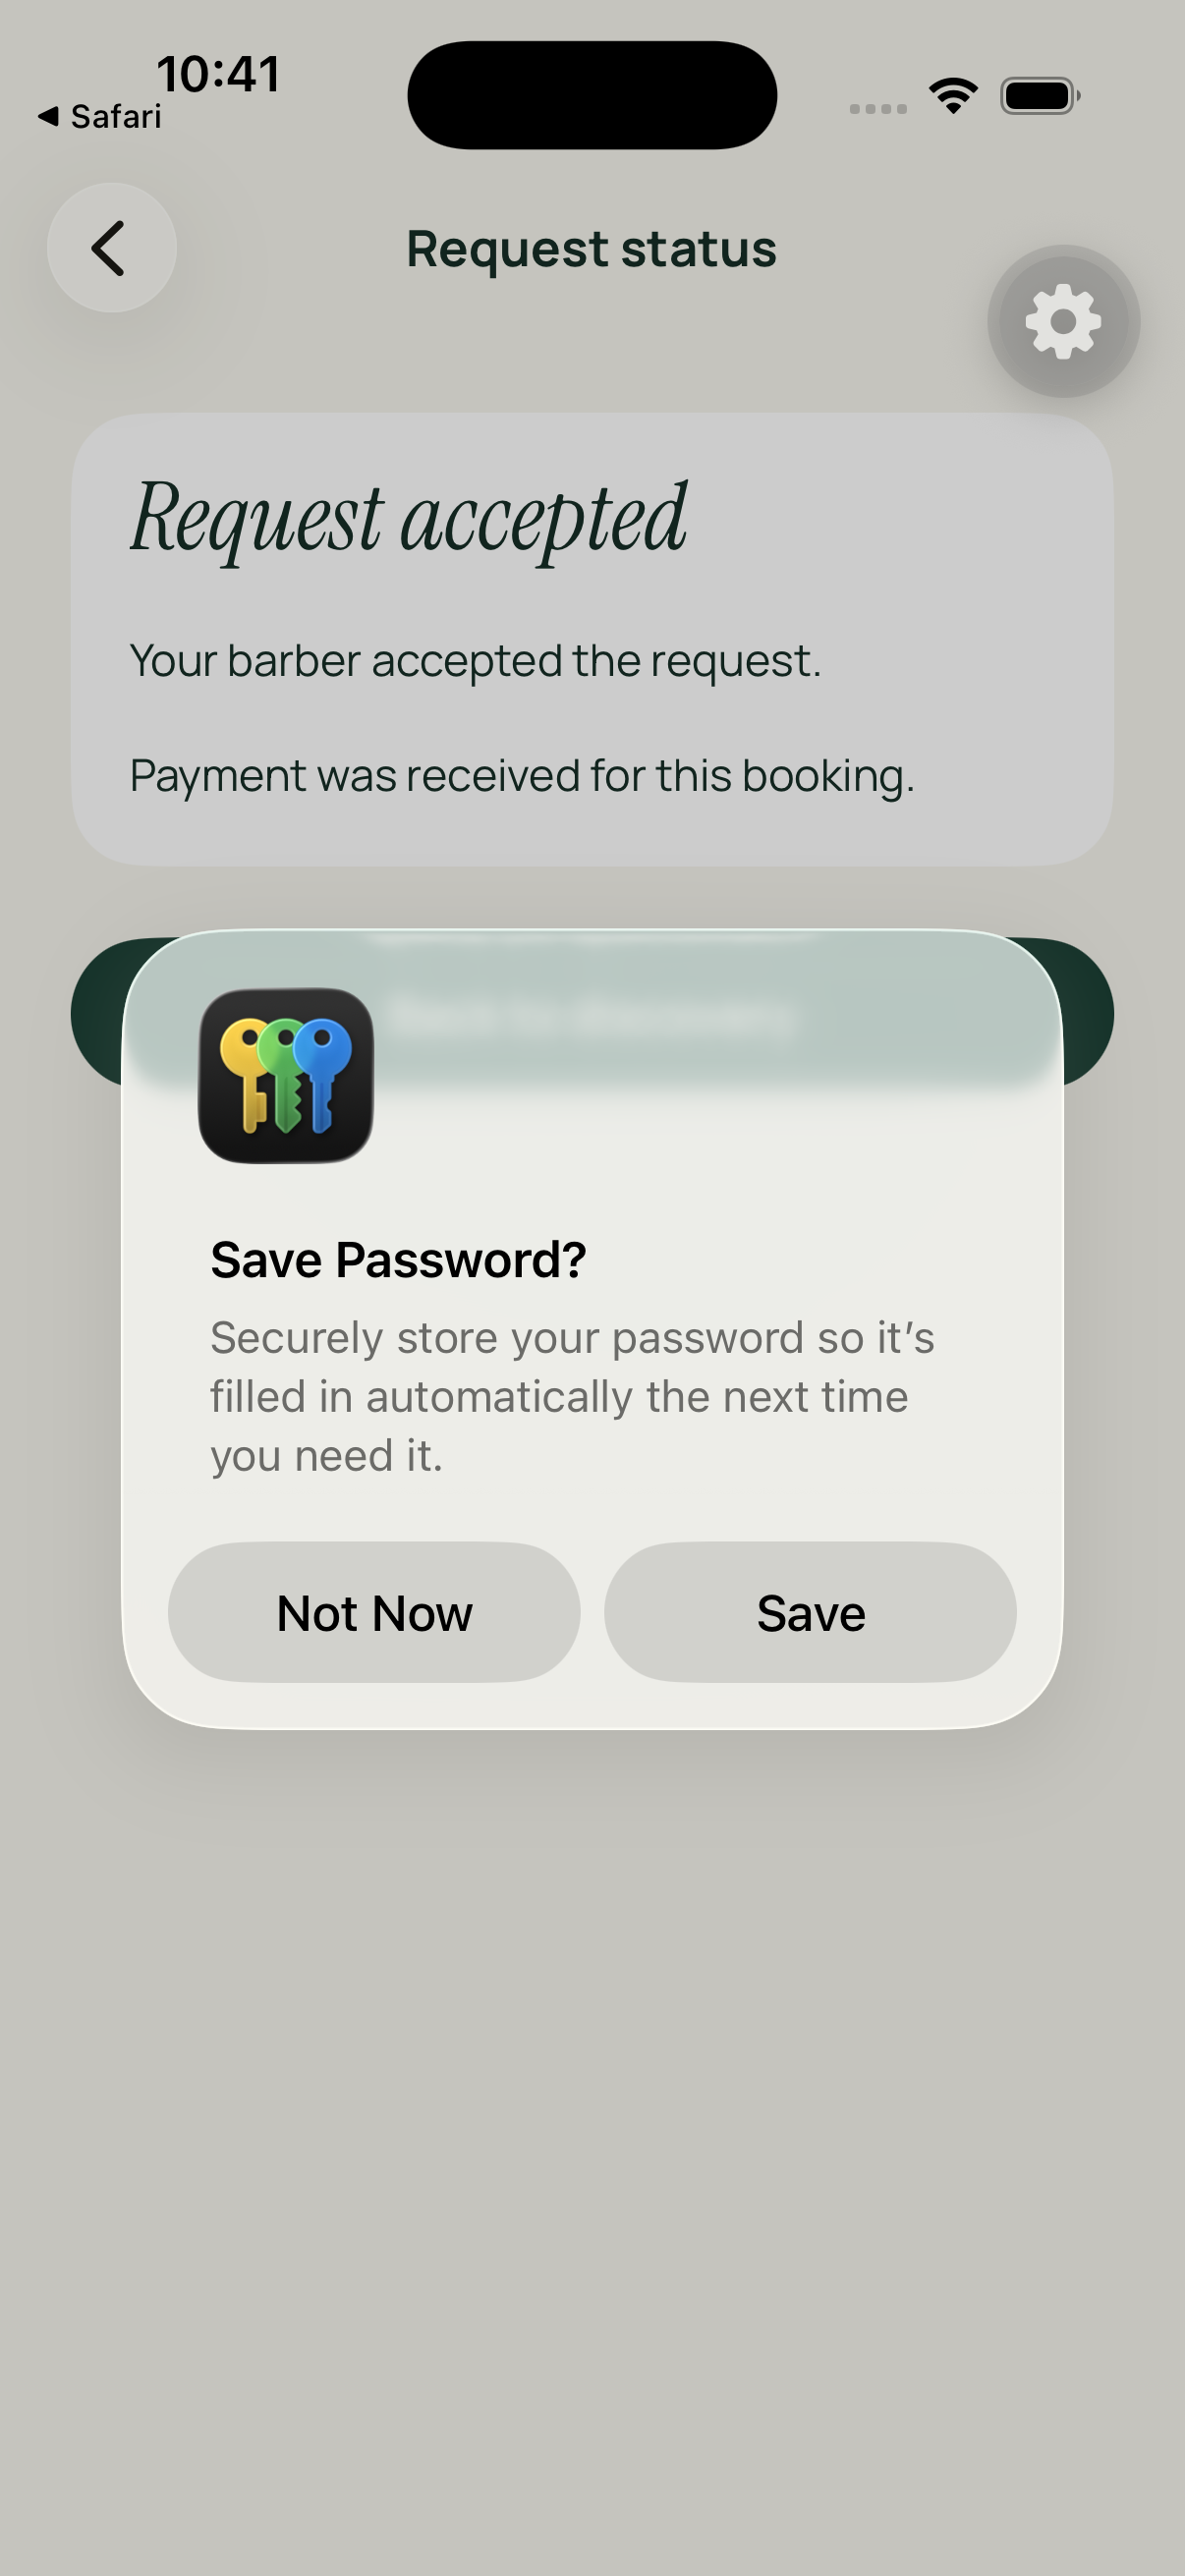 10:41
Safari
Request status
Request accepted
Your barber accepted the request.
Payment was received for this booking.
Save Password?
Securely store your password so it’s
filled in automatically the next time
you need it.
Not Now
Save